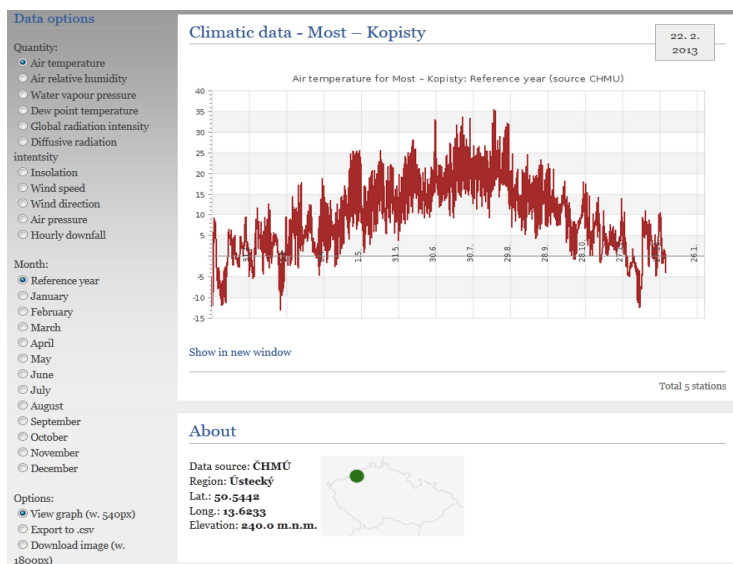 Data options
Quantity:
Air temperature
Air relative humidity
Water vapour pressure
Dew point temperature
Global radiation intensity
Diffusive radiation
intentsity
Insolation
Wind speed
Wind direction
Air pressure
Hourly downfall
Month:
Reference year
January
February
March
April
May
June
July
August
September
October
November
December
Options:
View graph (w. 540px)
Export to .csv
Download image (w.
1800px)
Climatic data - Most – Kopisty
22. 2.
2013
Air temperature for Most - Kopisty: Reference year (source CHMU)
40
35
30
25
20
15
10
5
-5
-10
-15
1.5.
31.5.
30.6.
30.7.
29.8.
28.9.
28.10.
26.1.
Show in new window
Total 5 stations
About
Data source: ČHMÚ
Region: Ústecký
Lat.: 50.5442
Long.: 13.6233
Elevation: 240.0 m.n.m.